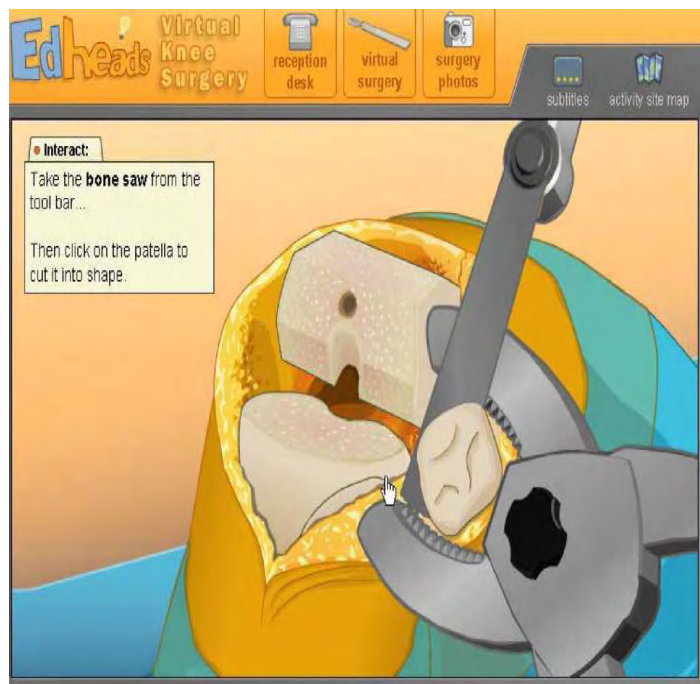 Edheads
Virtual
Knee
Surgery
reception
desk
virtual
surgery
surgery
photos
subtitles
activity site map
Interact:
Take the bone saw from the
tool bar...
Then click on the patella to
cut it into shape.